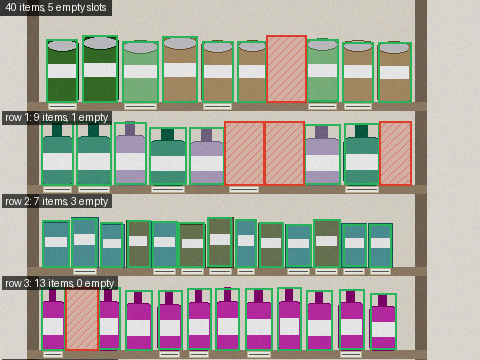 40 items, 5 empty slots
row 1: 9 items, 1 empty
row 2: 7 items, 3 empty
row 3: 13 items, 0 empty